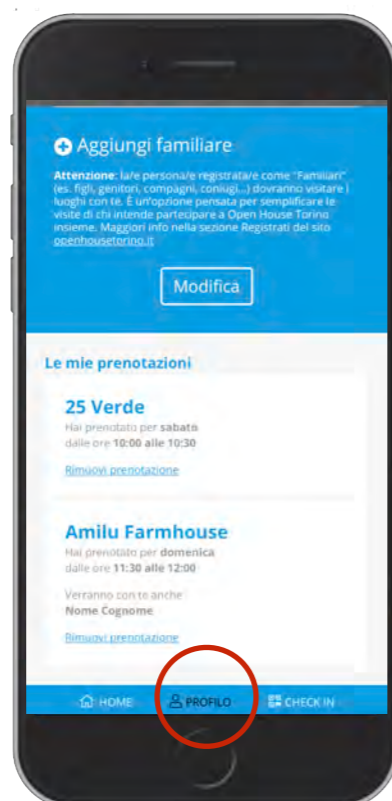 Aggiungi familiare
Attenzione: la/e persona/e registrata/e come "Familiari"
(es. figli, genitori, compagni, coniugi...) dovranno visitare i
luoghi con te. È un'opzione pensata per semplificare le
visite di chi intende partecipare a Open House Torino
insieme. Maggiori info nella sezione Registrati del sito
openhousetorino.it
Modifica
Le mie prenotazioni
25 Verde
Hai prenotato per sabato
dalle ore 10:00 alle 10:30
Rimuovi prenotazione
Amilu Farmhouse
Hai prenotato per domenica
dalle ore 11:30 alle 12:00
Verranno con te anche
Nome Cognome
Rimuovi prenotazione
HOME PROFILO CHECK IN